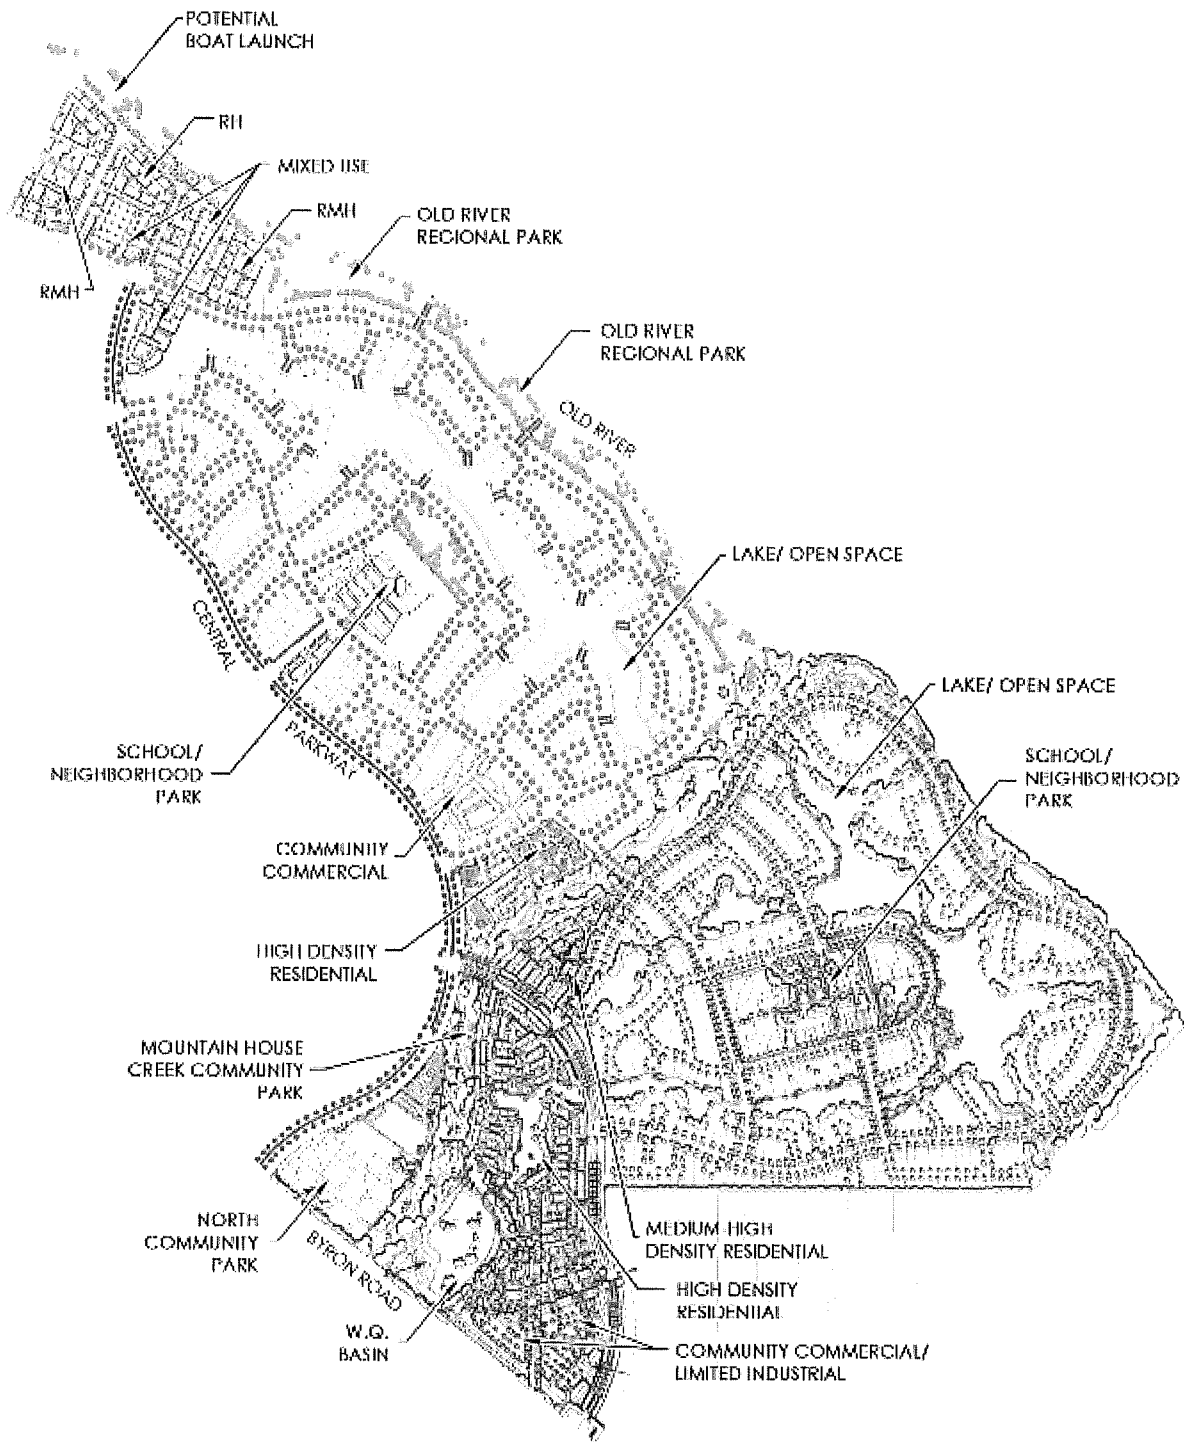 POTENTIAL
BOAT LAUNCH
RH
MIXED USE
RMH
OLD RIVER
REGIONAL PARK
RMH
OLD RIVER
REGIONAL PARK
OLD RIVER
LAKE/ OPEN SPACE
CENTRAL
PARKWAY
LAKE/ OPEN SPACE
SCHOOL/
NEIGHBORHOOD
PARK
SCHOOL/
NEIGHBORHOOD
PARK
COMMUNITY
COMMERCIAL
HIGH DENSITY
RESIDENTIAL
MOUNTAIN HOUSE
CREEK COMMUNITY
PARK
NORTH
COMMUNITY
PARK
BYRON ROAD
MEDIUM-HIGH
DENSITY RESIDENTIAL
HIGH DENSITY
RESIDENTIAL
W.Q.
BASIN
COMMUNITY COMMERCIAL/
LIMITED INDUSTRIAL